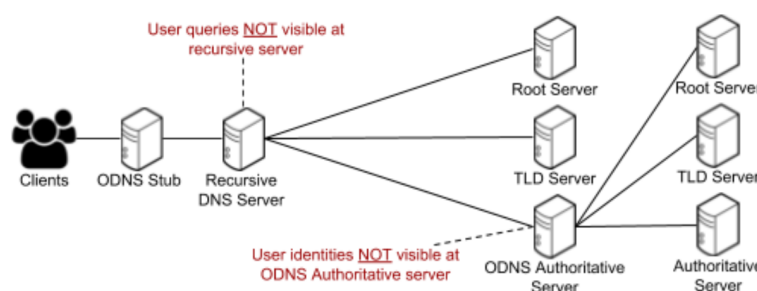 User queries NOT visible at
recursive server
Root Server
Root Server
Clients
ODNS Stub
Recursive
DNS Server
TLD Server
TLD Server
User identities NOT visible at
ODNS Authoritative server
ODNS Authoritative
Server
Authoritative
Server